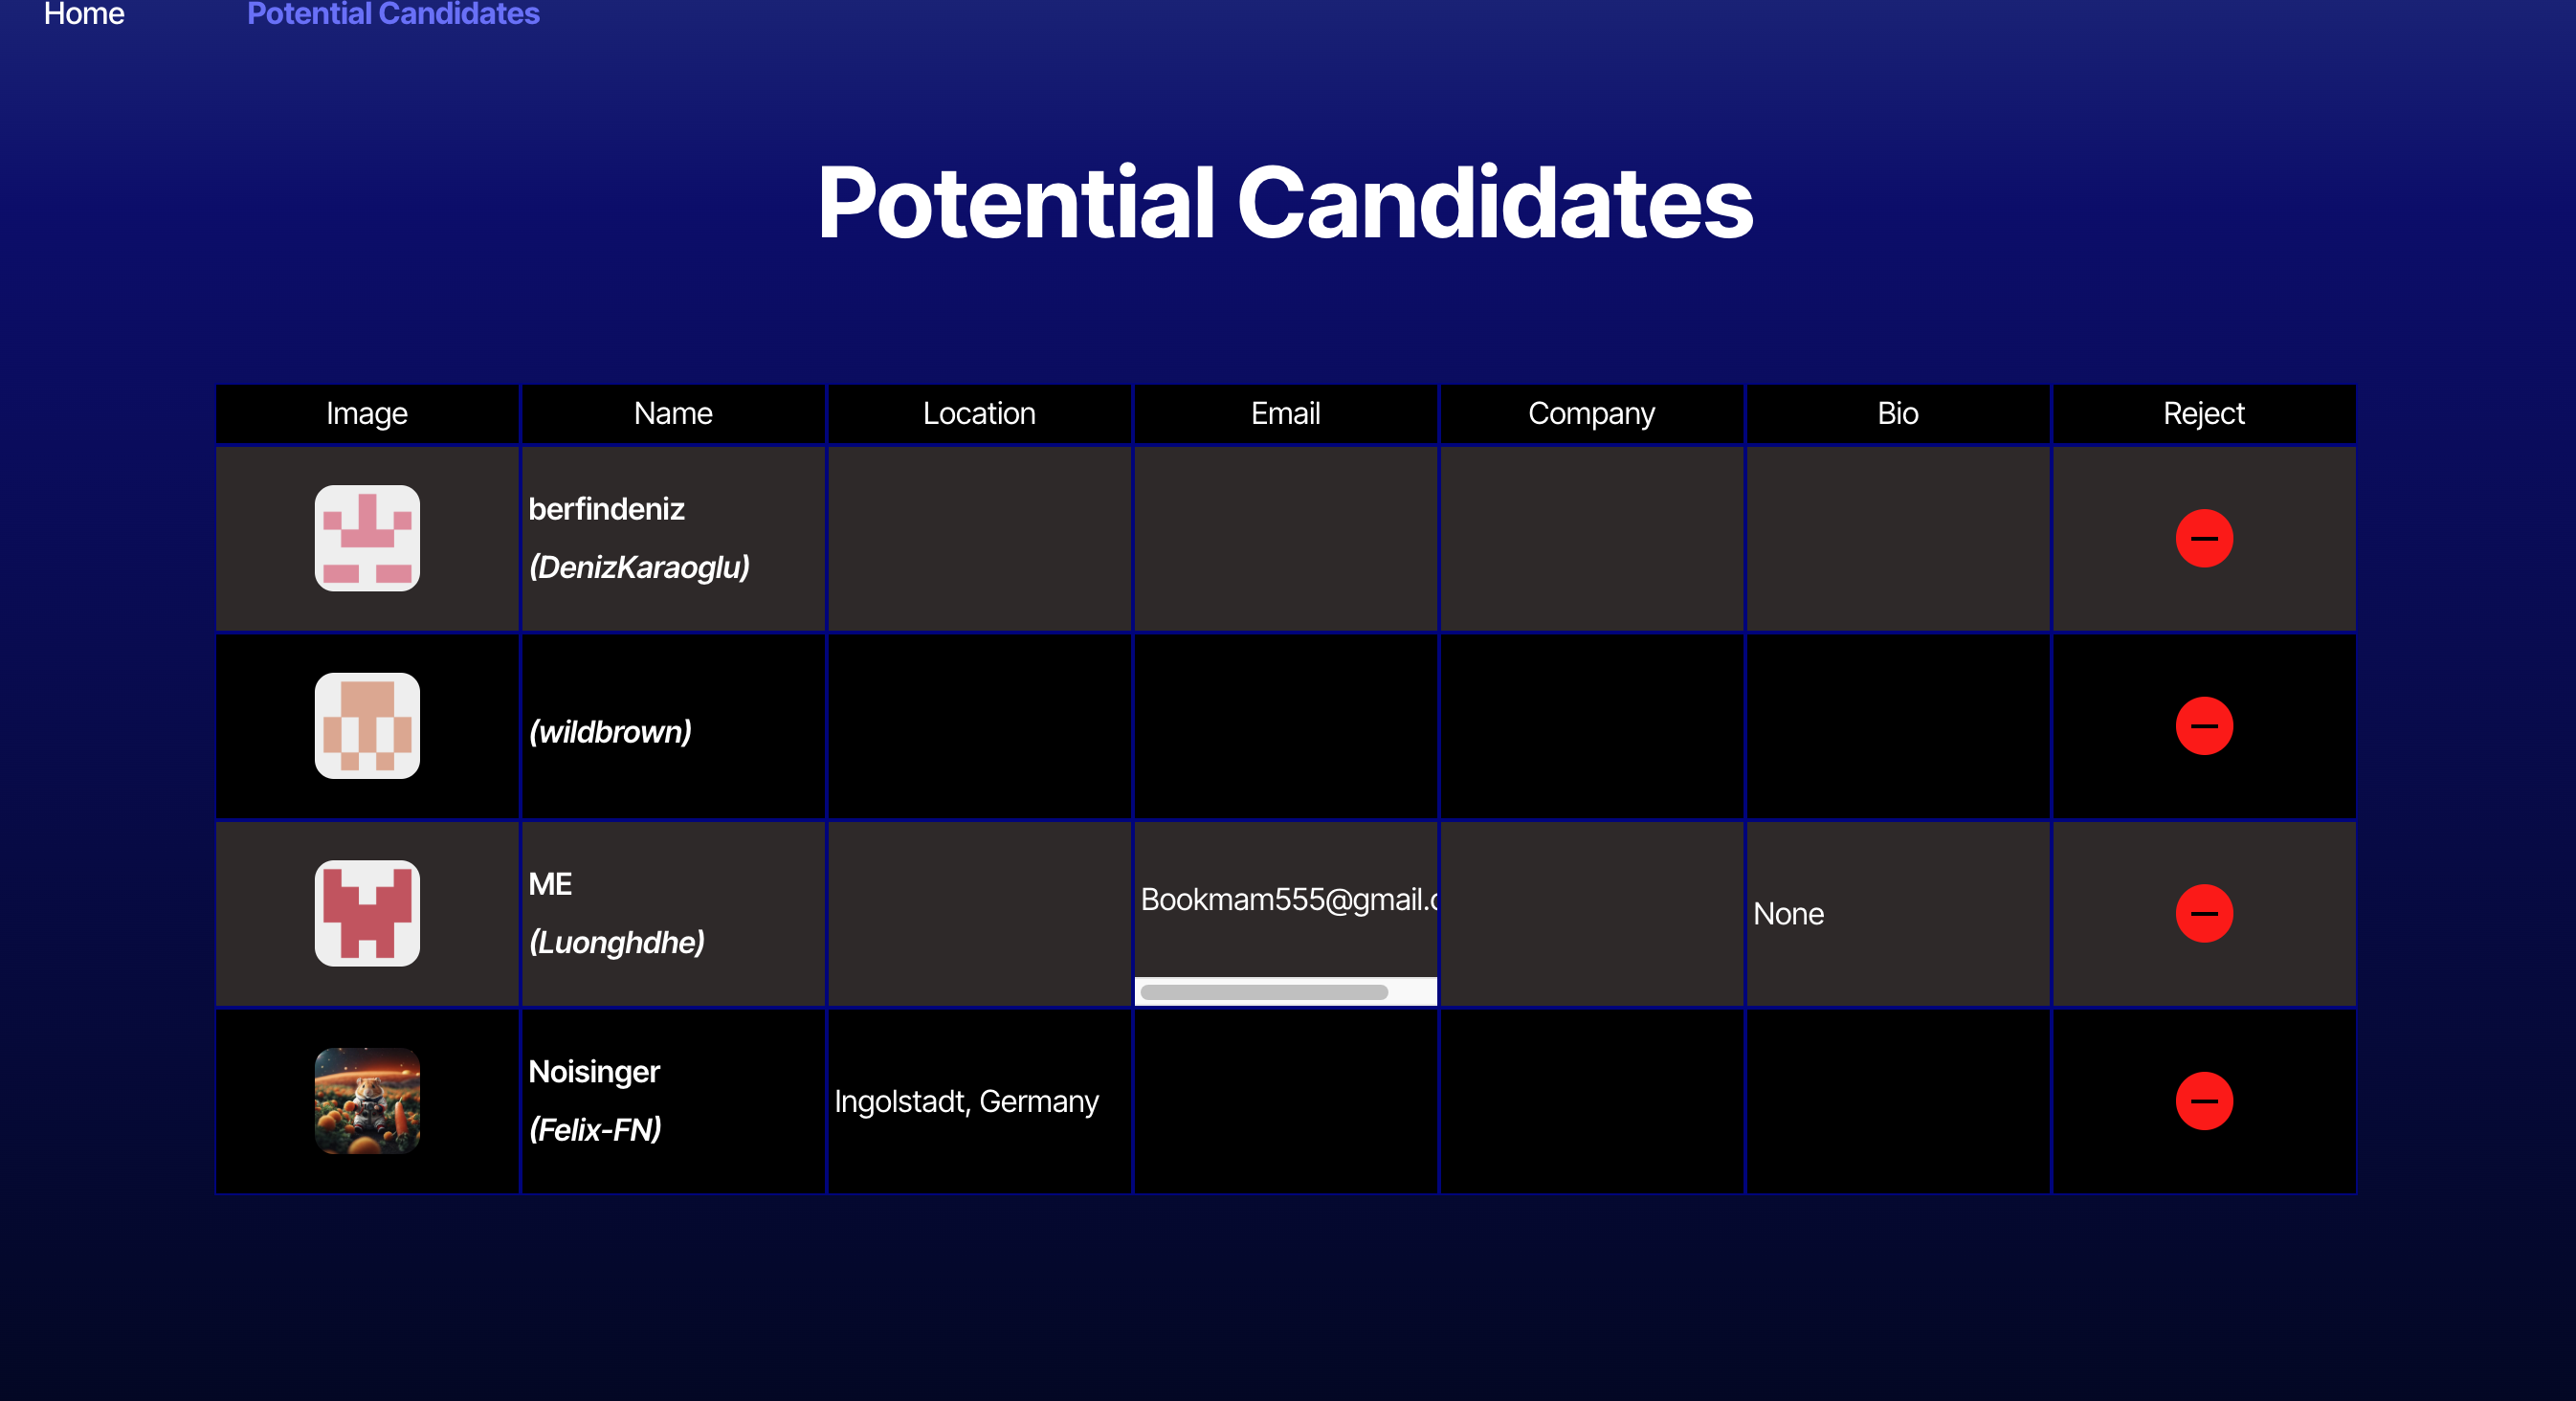 Home Potential Candidates
Potential Candidates
Image Name Location Email Company Bio Reject
berfindeniz
(DenizKaraoglu)
(wildbrown)
ME
(Luonghdhe)
Bookmam555@gmail.c
None
Noisinger
(Felix-FN)
Ingolstadt, Germany